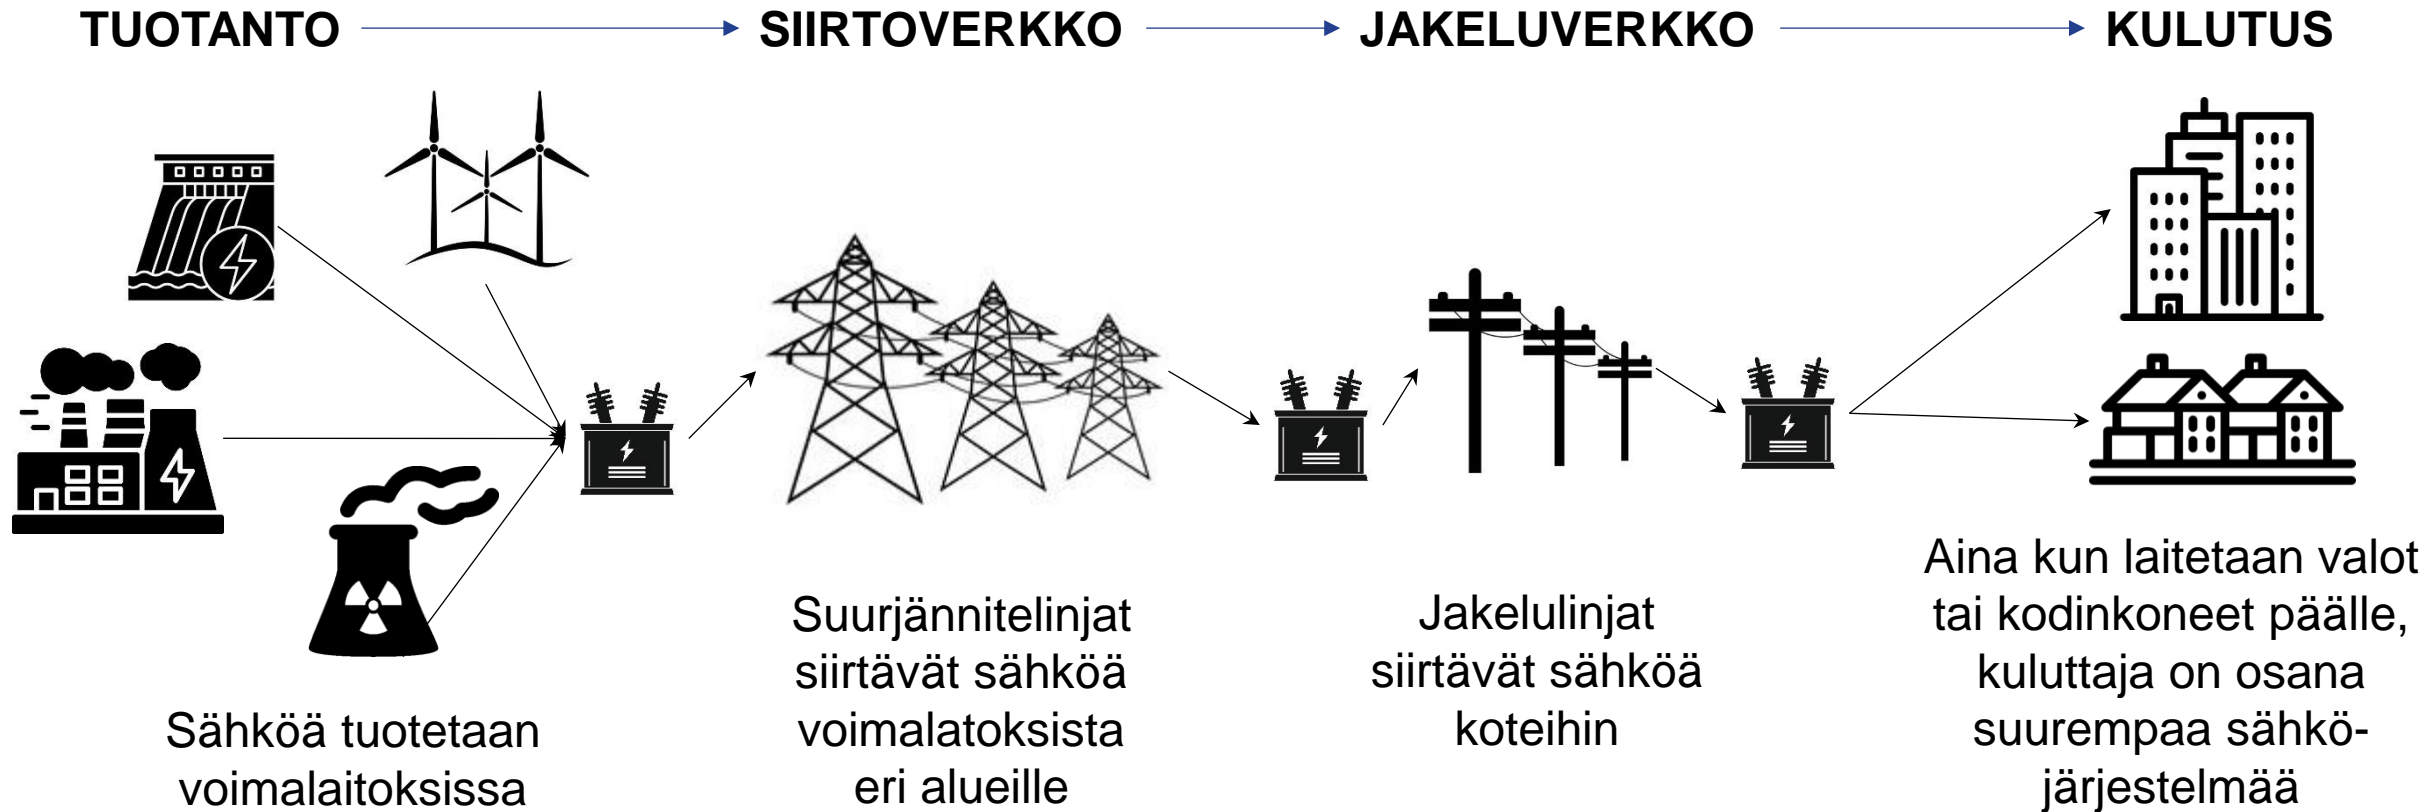 TUOTANTO
SIIRTOVERKKO
JAKELUVERKKO
KULUTUS
Sähköä tuotetaan
voimalaitoksissa
Suurjännitelinjat
siirtävät sähköä
voimalatoksista
eri alueille
Jakelulinjat
siirtävät sähköä
koteihin
Aina kun laitetaan valot
tai kodinkoneet päälle,
kuluttaja on osana
suurempaa sähkö-
järjestelmää